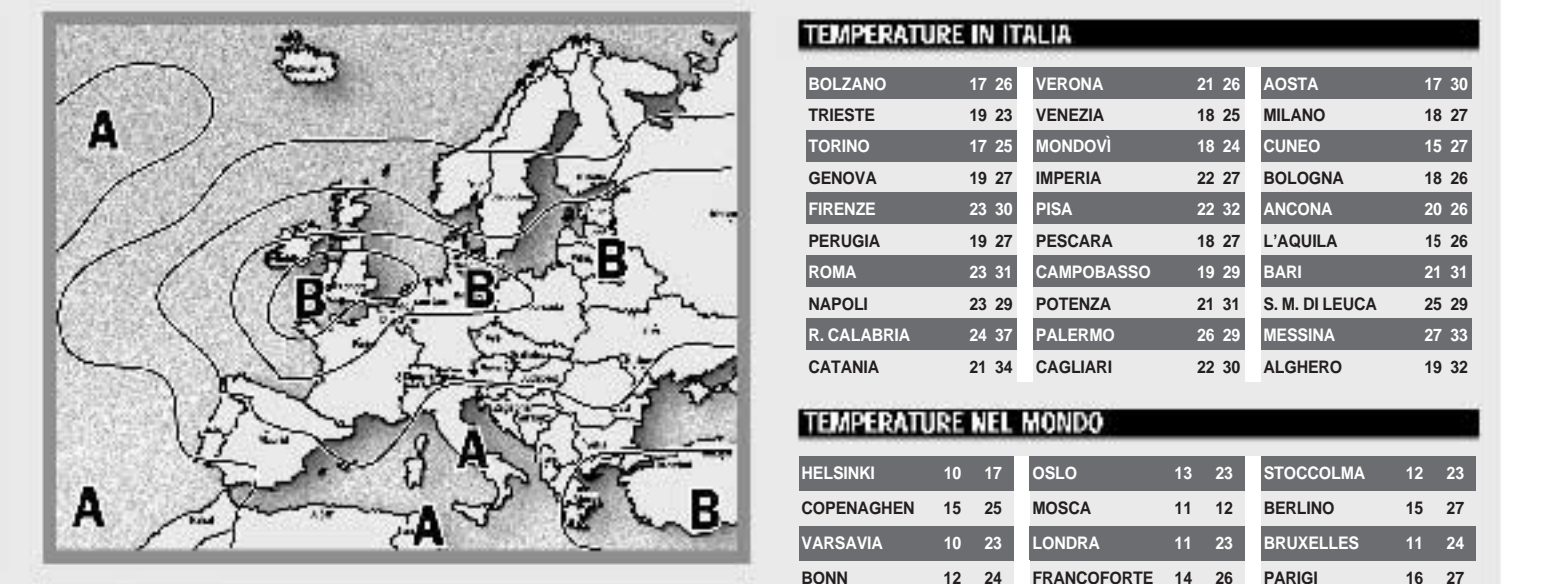 A
B
B
B
A
A
A
B
TEMPERATURE IN ITALIA
BOLZANO 17 26 VERONA 21 26 AOSTA 17 30
TRIESTE 19 23 VENEZIA 18 25 MILANO 18 27
TORINO 17 25 MONDOVÌ 18 24 CUNEO 15 27
GENOVA 19 27 IMPERIA 22 27 BOLOGNA 18 26
FIRENZE 23 30 PISA 22 32 ANCONA 20 26
PERUGIA 19 27 PESCARA 18 27 L'AQUILA 15 26
ROMA 23 31 CAMPOBASSO 19 29 BARI 21 31
NAPOLI 23 29 POTENZA 21 31 S. M. DI LEUCA 25 29
R. CALABRIA 24 37 PALERMO 26 29 MESSINA 27 33
CATANIA 21 34 CAGLIARI 22 30 ALGHERO 19 32
TEMPERATURE NEL MONDO
HELSINKI 10 17 OSLO 13 23 STOCCOLMA 12 23
COPENAGHEN 15 25 MOSCA 11 12 BERLINO 15 27
VARSAVIA 10 23 LONDRA 11 23 BRUXELLES 11 24
BONN 12 24 FRANCOFORTE 14 26 PARIGI 16 27